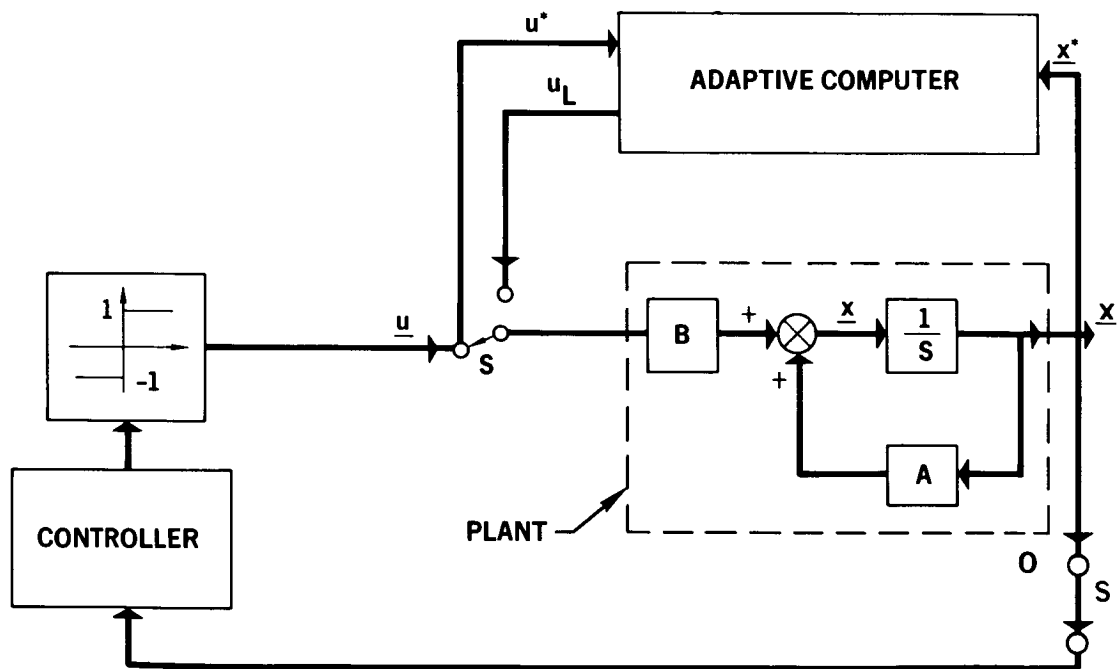 u*
x*
ADAPTIVE COMPUTER
u_L
1
-1
u
S
B
+
x
1
S
x
+
A
PLANT
CONTROLLER
O
S